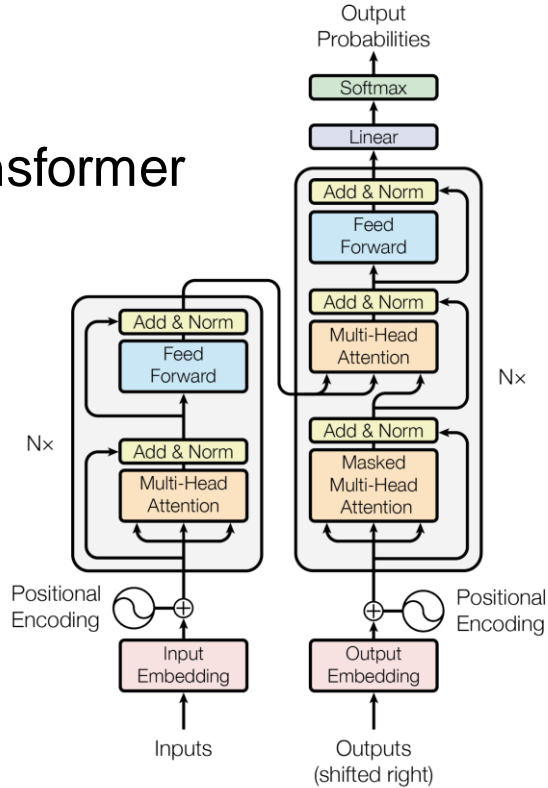 Output
Probabilities
Softmax
Linear
nsformer
Add & Norm
Feed
Forward
Add & Norm
Multi-Head
Attention
N×
Add & Norm
Masked
Multi-Head
Attention
Add & Norm
Feed
Forward
N×
Add & Norm
Multi-Head
Attention
Positional
Encoding
Positional
Encoding
Input
Embedding
Output
Embedding
Inputs
Outputs
(shifted right)